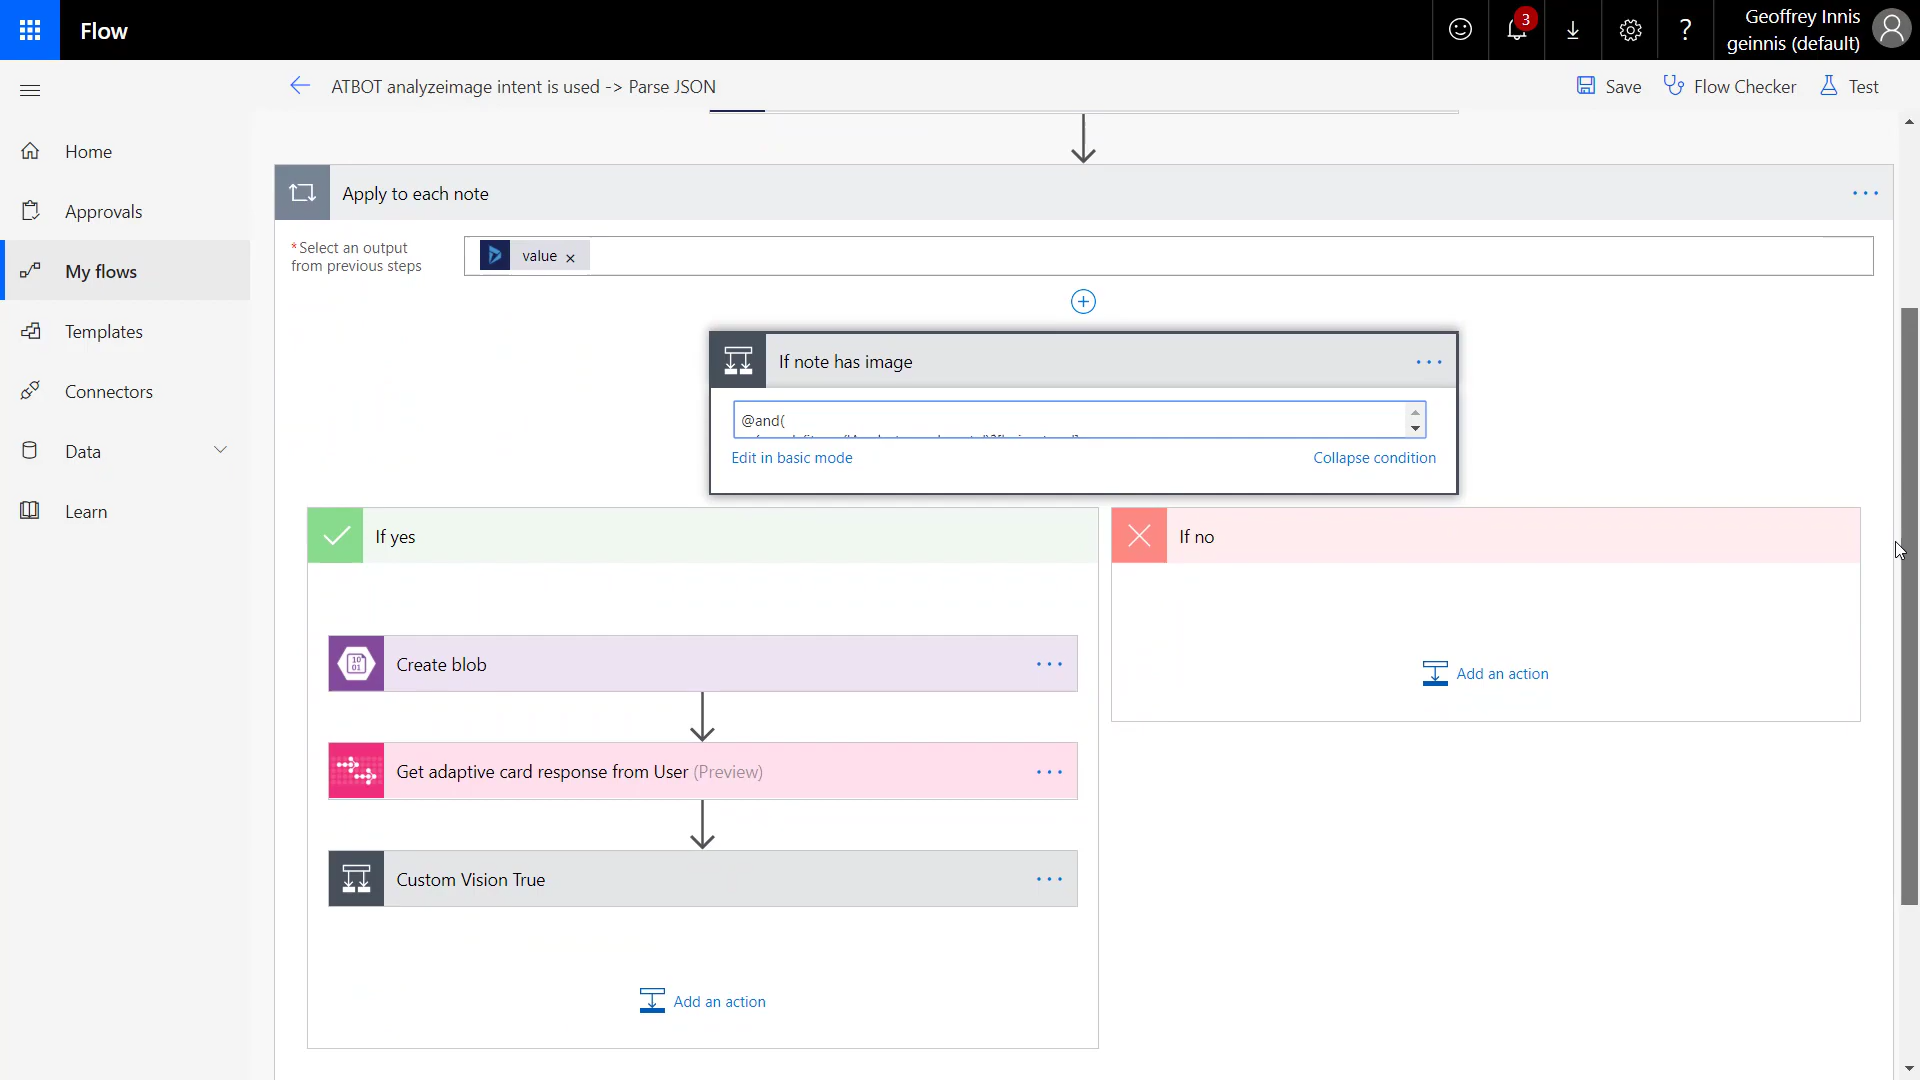 Flow
3
Geoffrey Innis
geinnis (default)
ATBOT analyzeimage intent is used -> Parse JSON
Save
Flow Checker
Test
Home
Approvals
My flows
Templates
Connectors
Data
Learn
Apply to each note
*Select an output
from previous steps
value ×
If note has image
@and(
Edit in basic mode
Collapse condition
If yes
If no
Create blob
Add an action
Get adaptive card response from User (Preview)
Custom Vision True
Add an action